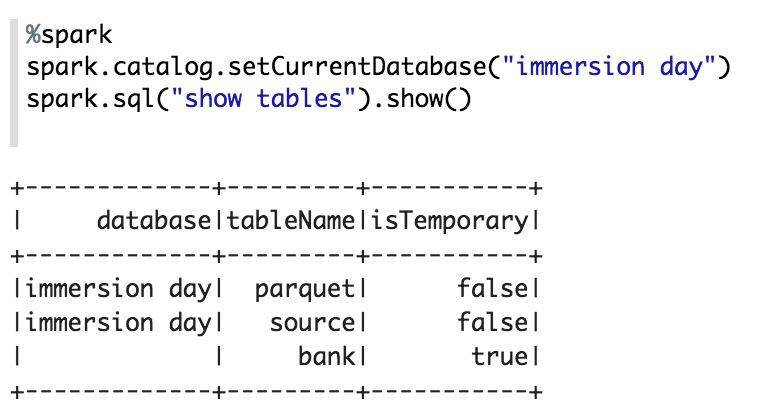 %spark
spark.catalog.setCurrentDatabase("immersion day")
spark.sql("show tables").show()
+-------------+---------+-----------+
|     database|tableName|isTemporary|
+-------------+---------+-----------+
|immersion day|  parquet|      false|
|immersion day|   source|      false|
|             |     bank|       true|
+-------------+---------+-----------+